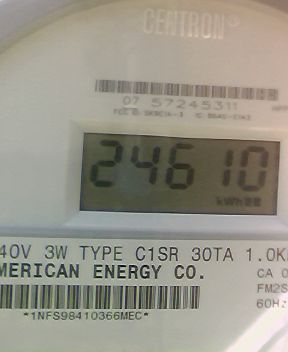 CENTRON®
07 57245311
24610
kWh
40V 3W TYPE C1SR 30TA 1.0K
MERICAN ENERGY CO.
CA 0
FM2S
60Hz
*1NFS98410366MEC*